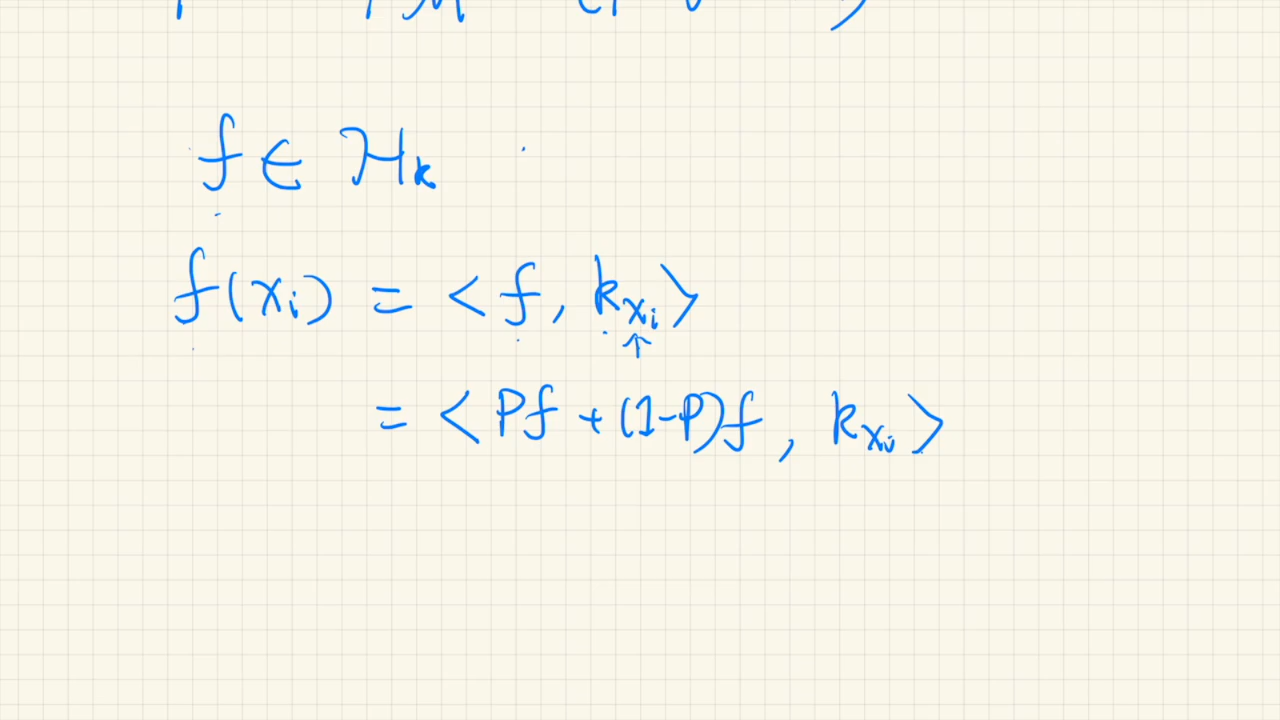 f ∈ ℋ_k
f(x_i) = <f, k_{x_i}>
↑
= <Pf + (1-P)f, k_{x_i}>